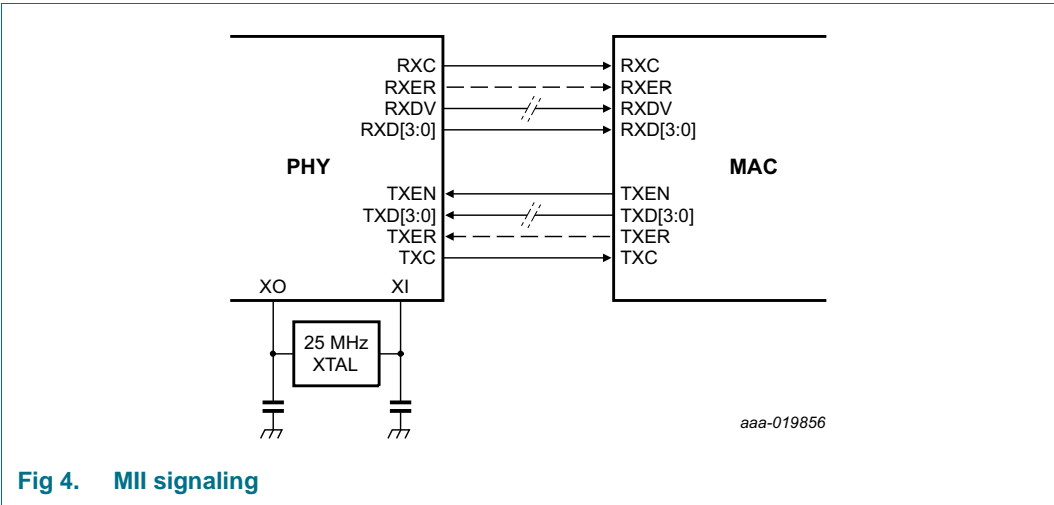 RXC RXC
RXER RXER
RXDV RXDV
RXD[3:0] RXD[3:0]
PHY MAC
TXEN TXEN
TXD[3:0] TXD[3:0]
TXER TXER
TXC TXC
XO XI
25 MHz
XTAL
aaa-019856
Fig 4. MII signaling